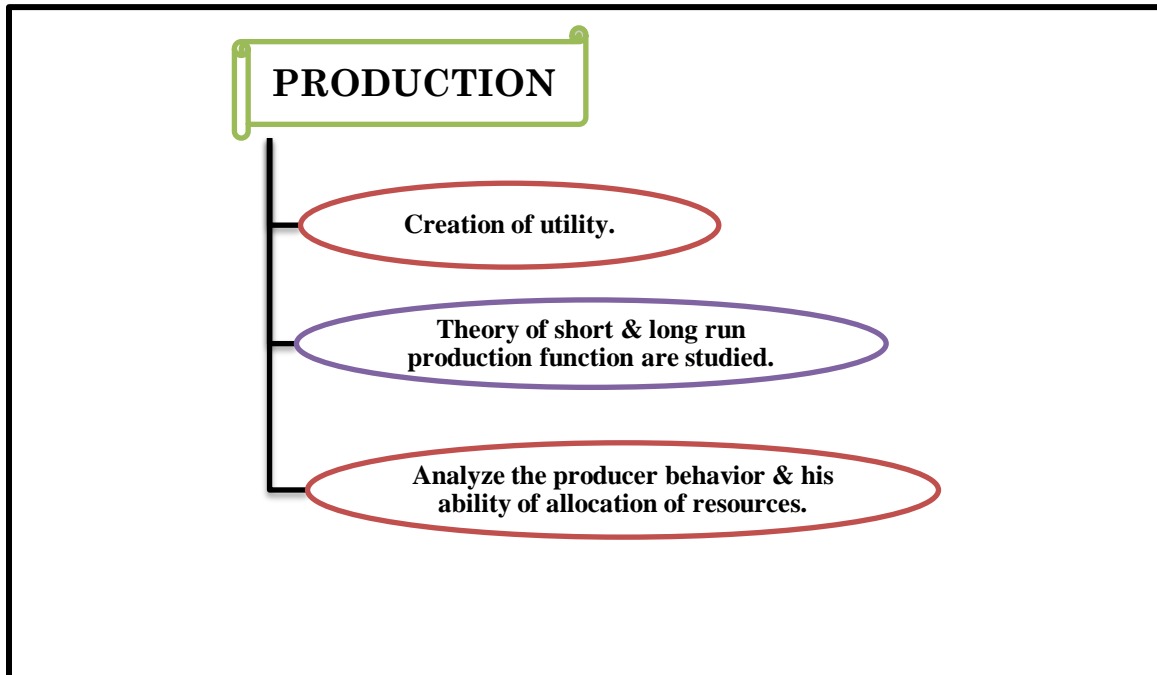 PRODUCTION
Creation of utility.
Theory of short & long run
production function are studied.
Analyze the producer behavior & his
ability of allocation of resources.